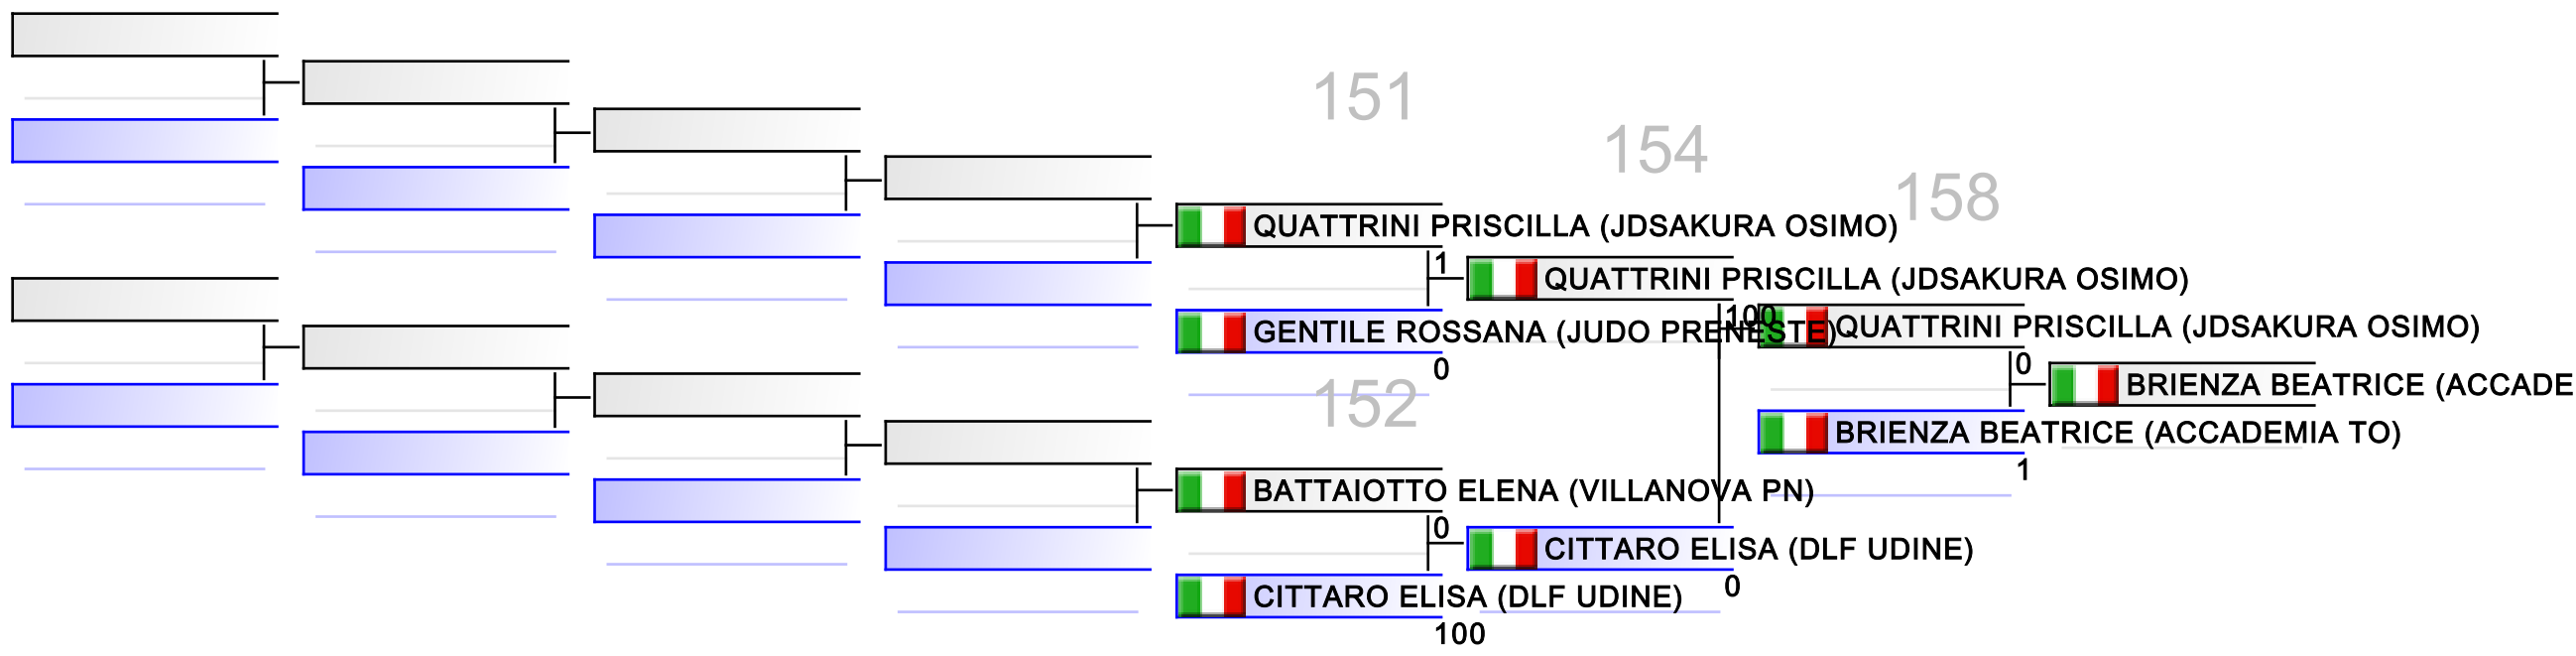 151
154
158
QUATTRINI PRISCILLA (JDSAKURA OSIMO)
1
QUATTRINI PRISCILLA (JDSAKURA OSIMO)
100
GENTILE ROSSANA (JUDO PRENESTE)
0
QUATTRINI PRISCILLA (JDSAKURA OSIMO)
0
BRIENZA BEATRICE (ACCADE
152
BRIENZA BEATRICE (ACCADEMIA TO)
1
BATTAIOTTO ELENA (VILLANOVA PN)
0
CITTARO ELISA (DLF UDINE)
0
CITTARO ELISA (DLF UDINE)
100